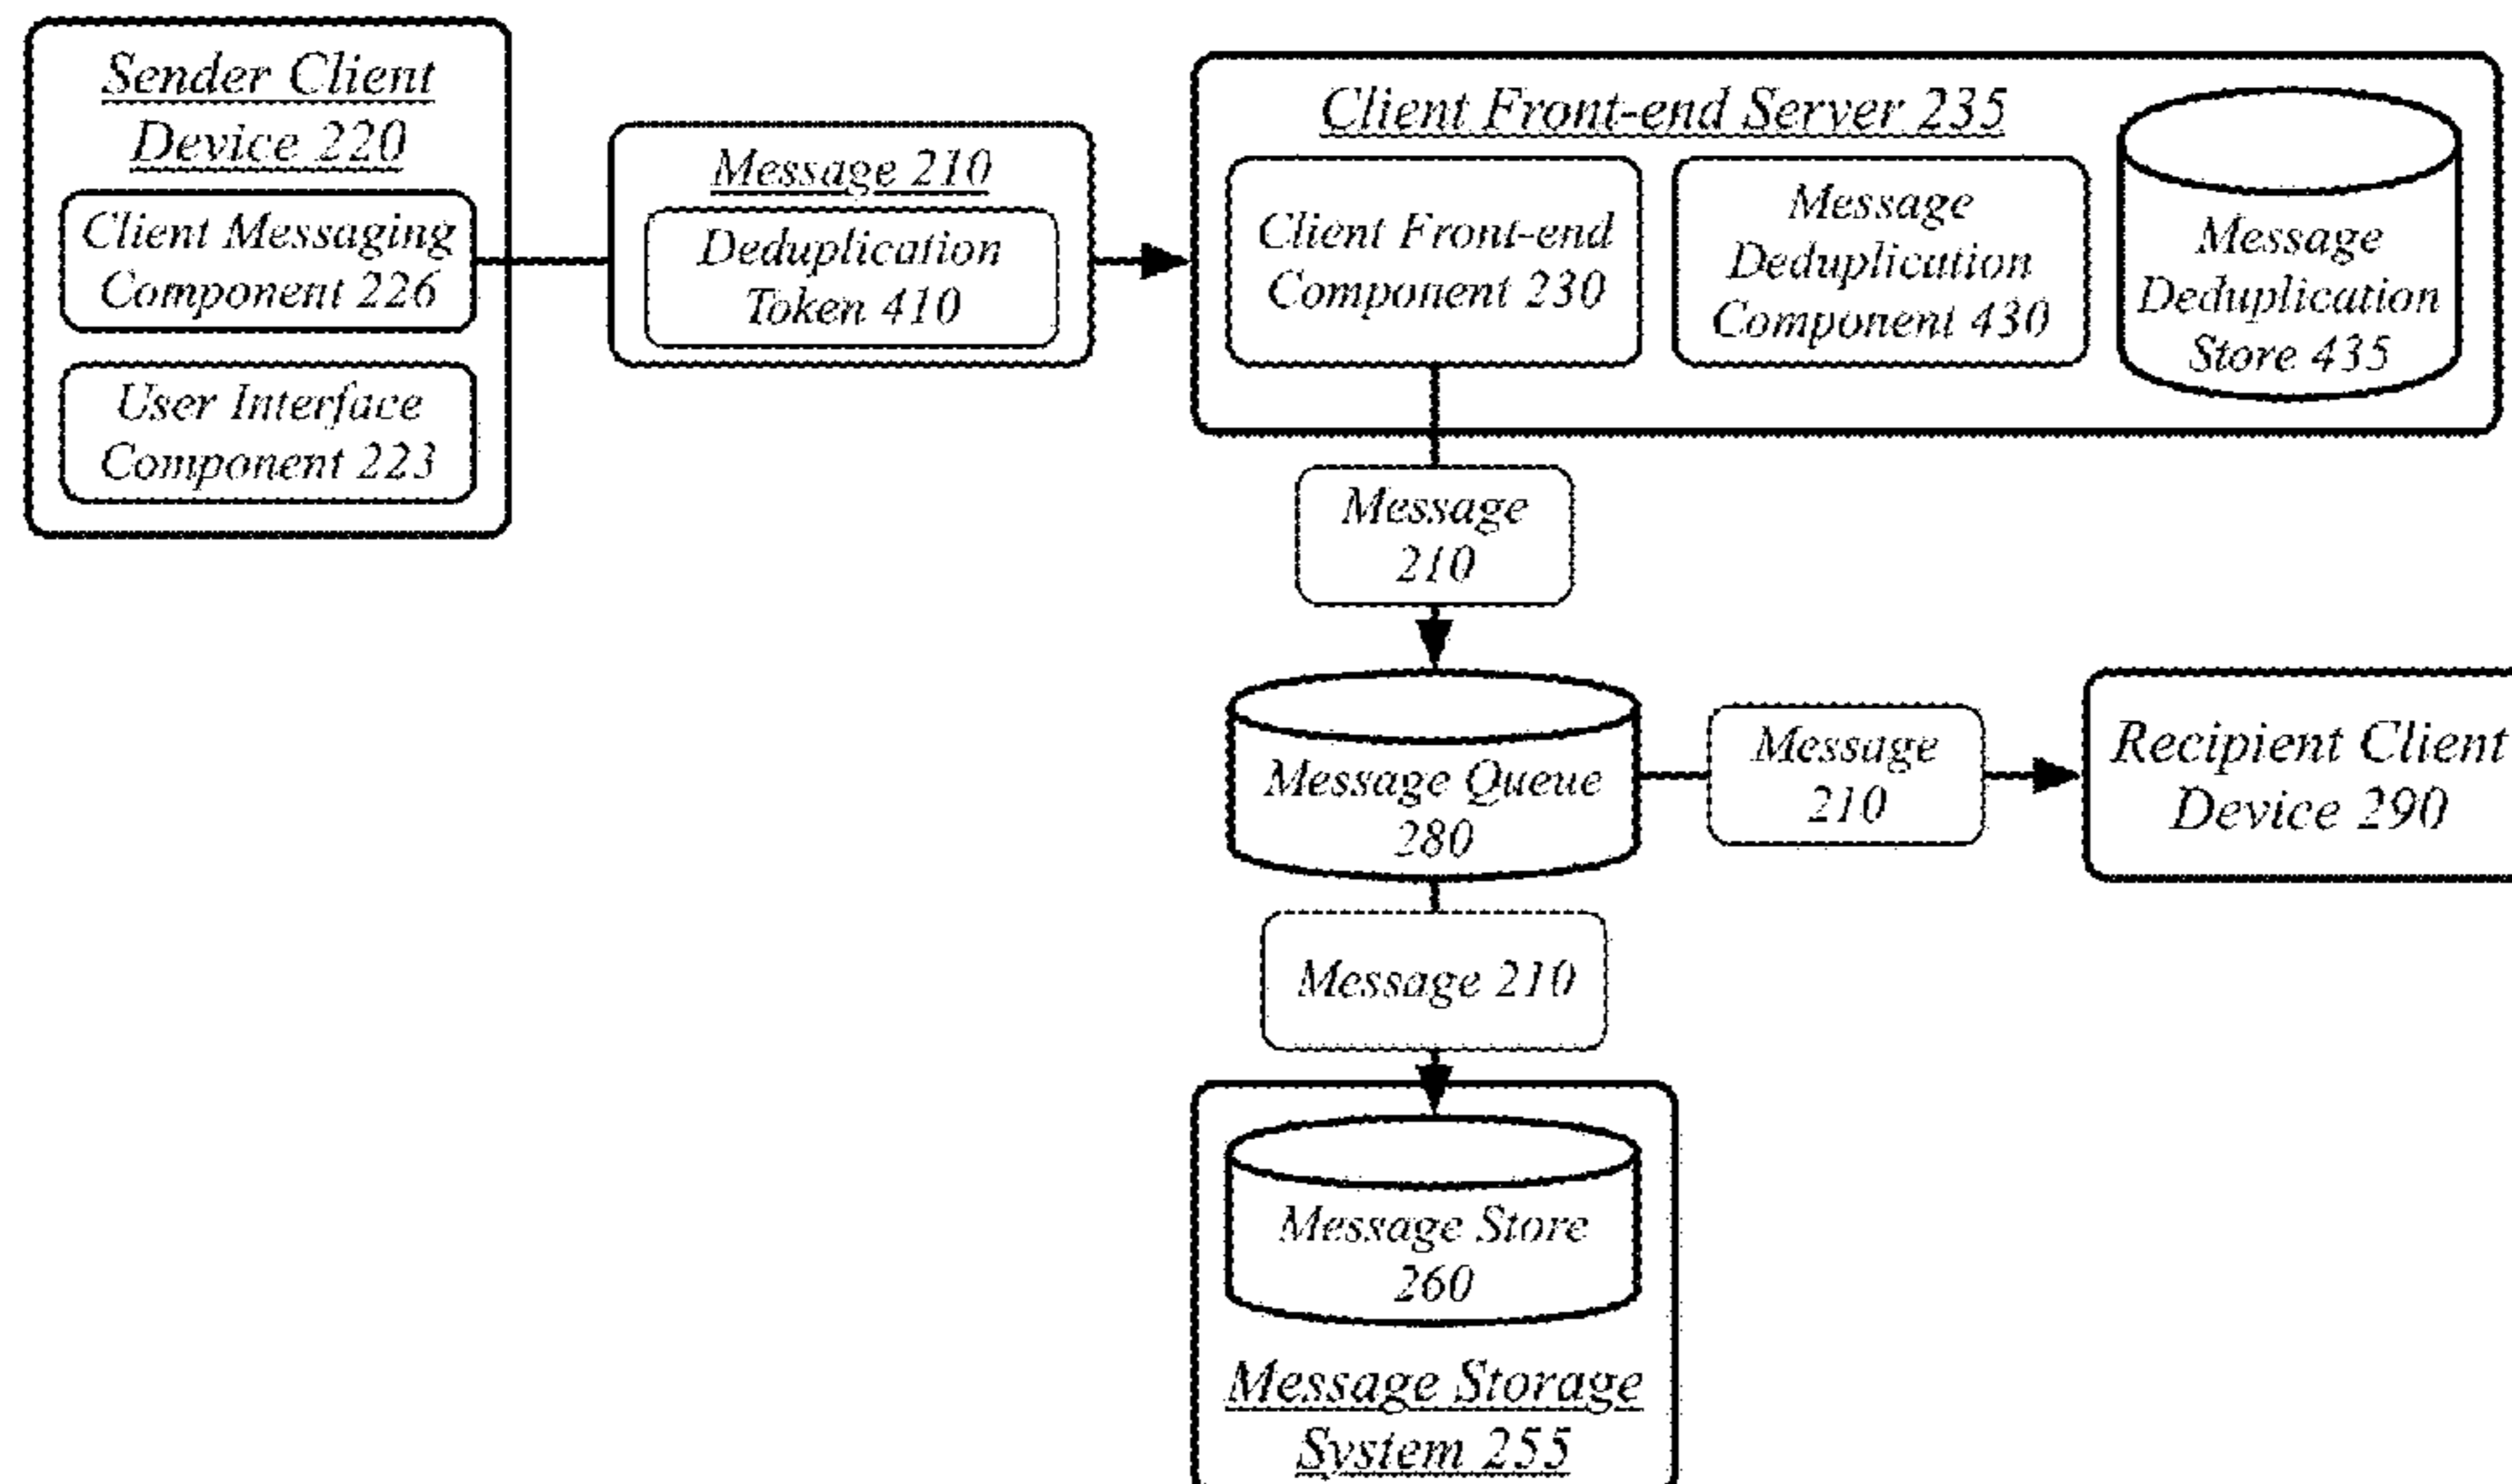 Sender Client
Device 220
Client Messaging
Component 226
User Interface
Component 223
Message 210
Deduplication
Token 410
Client Front-end Server 235
Client Front-end
Component 230
Message
Deduplication
Component 430
Message
Deduplication
Store 435
Message
210
Message Queue
280
Message
210
Recipient Client
Device 290
Message 210
Message Store
260
Message Storage
System 255